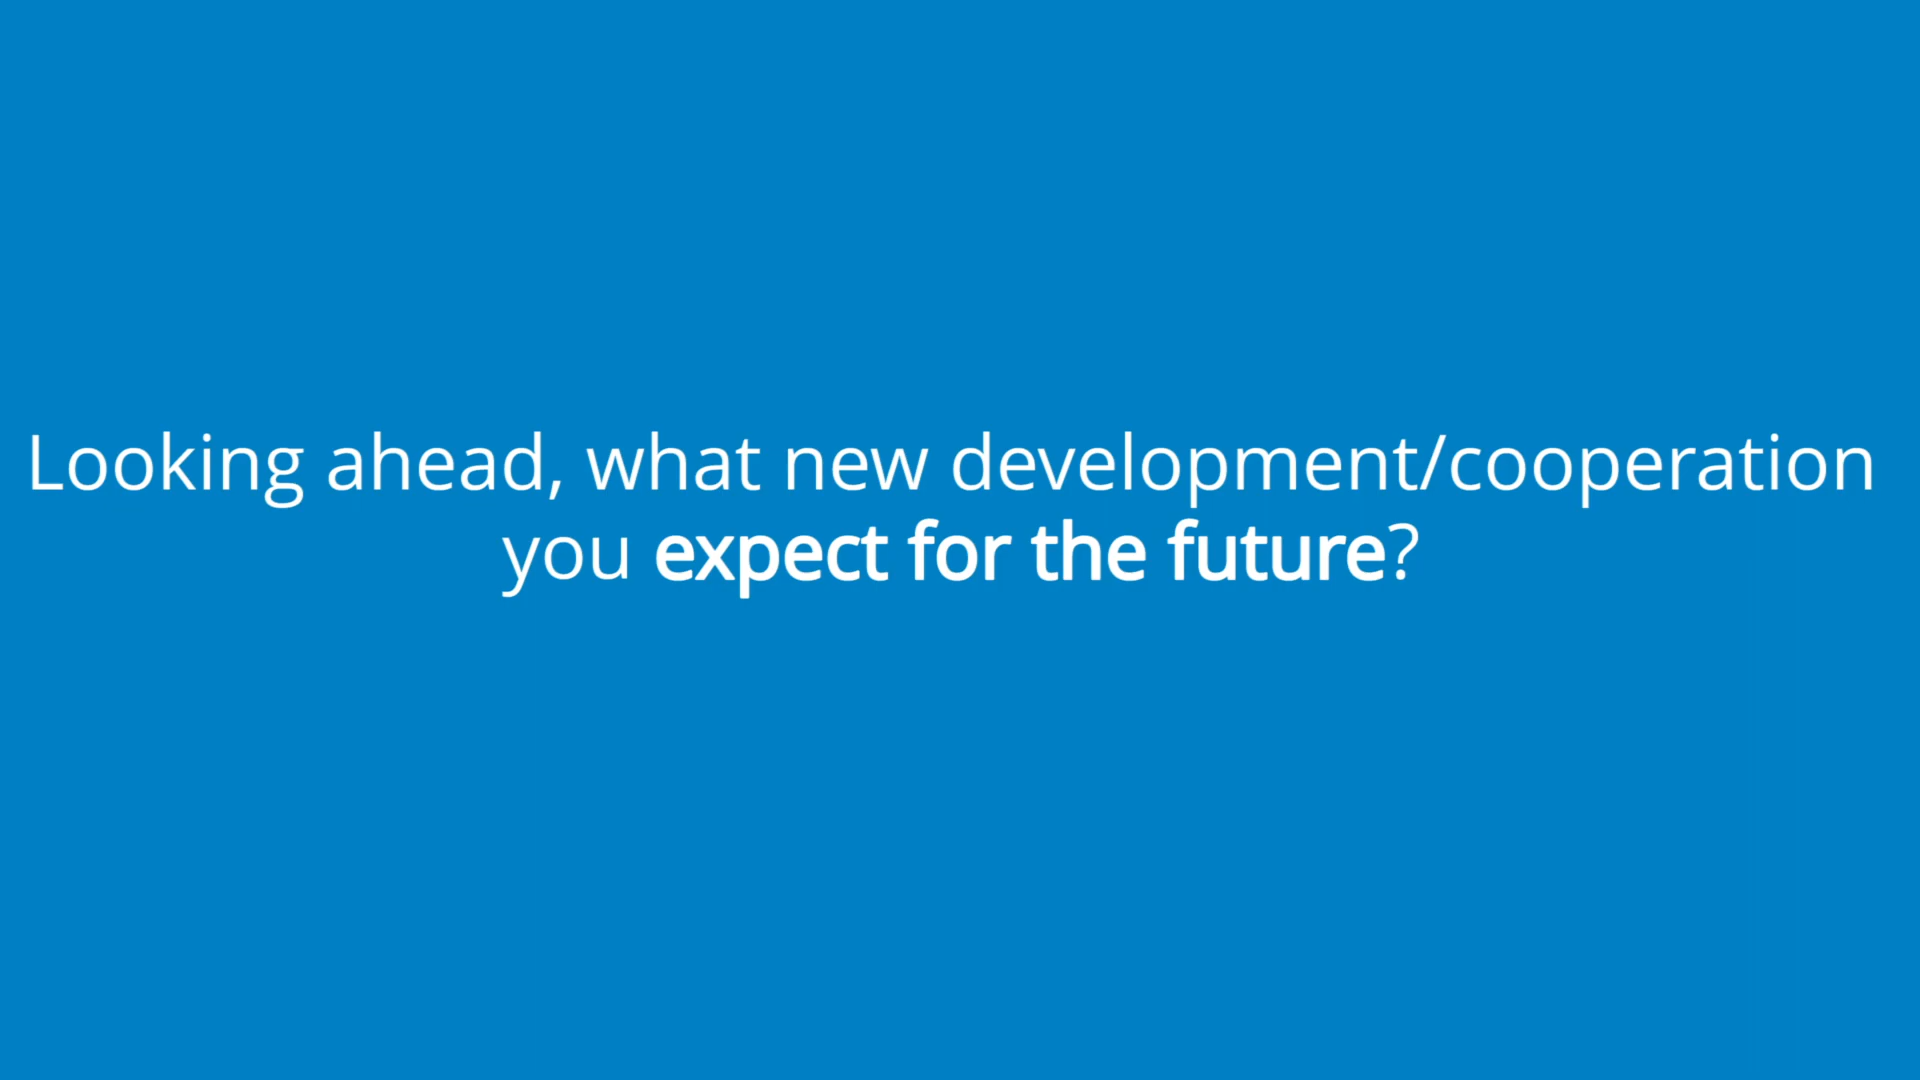 Looking ahead, what new development/cooperation
you expect for the future?